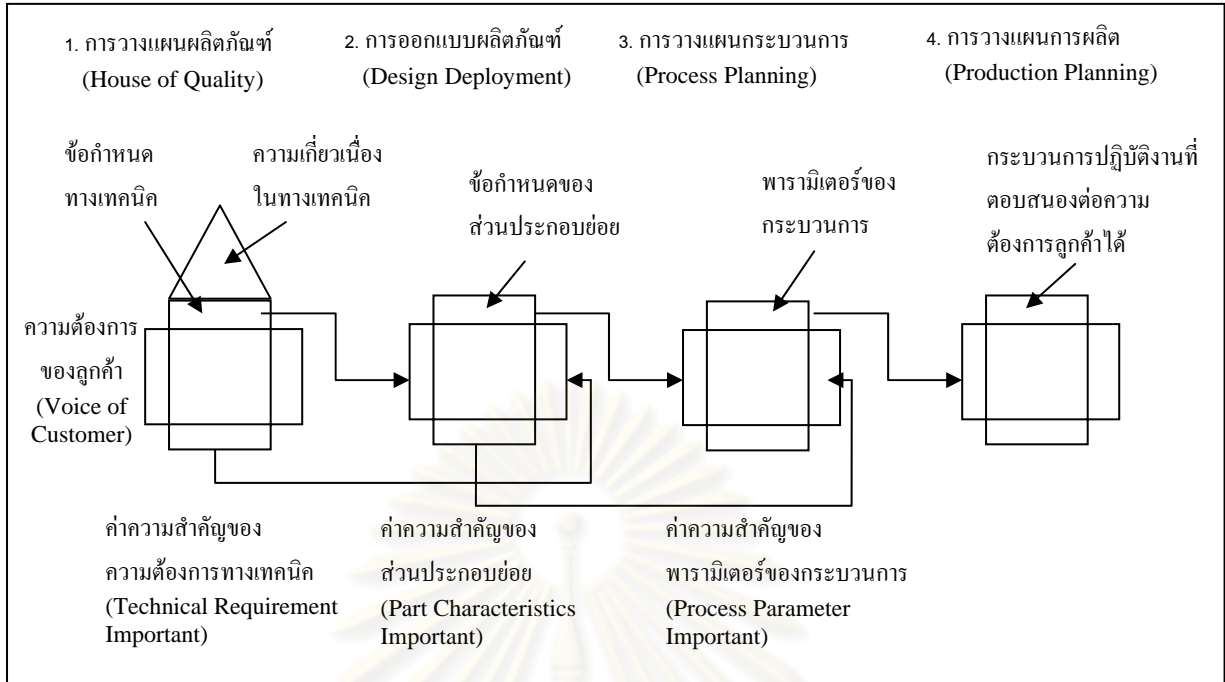 1. การวางแผนผลิตภัณฑ์
(House of Quality)
2. การออกแบบผลิตภัณฑ์
(Design Deployment)
3. การวางแผนกระบวนการ
(Process Planning)
4. การวางแผนการผลิต
(Production Planning)
ข้อกำหนด
ทางเทคนิค
ความเกี่ยวเนื่อง
ในทางเทคนิค
ข้อกำหนดของ
ส่วนประกอบย่อย
พารามิเตอร์ของ
กระบวนการ
กระบวนการปฏิบัติงานที่
ตอบสนองต่อความ
ต้องการลูกค้าได้
ความต้องการ
ของลูกค้า
(Voice of
Customer)
ค่าความสำคัญของ
ความต้องการทางเทคนิค
(Technical Requirement
Important)
ค่าความสำคัญของ
ส่วนประกอบย่อย
(Part Characteristics
Important)
ค่าความสำคัญของ
พารามิเตอร์ของกระบวนการ
(Process Parameter
Important)